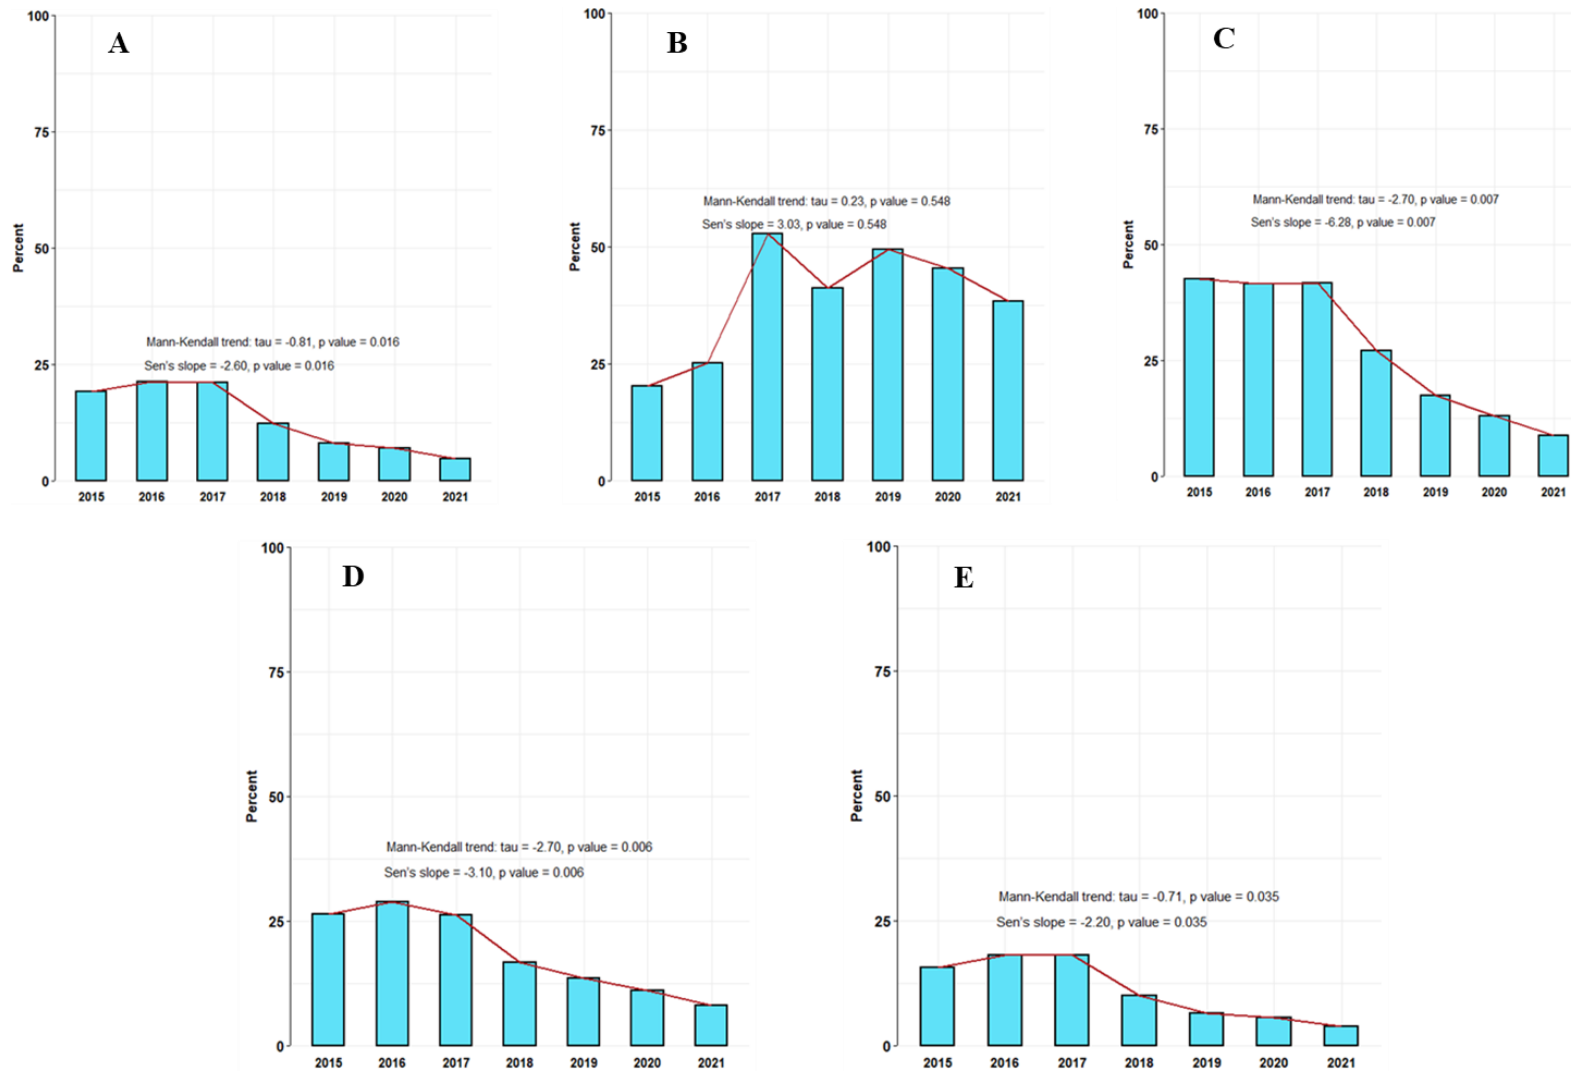 A
100
75
50
25
0
Percent
Mann-Kendall trend: tau = -0.81, p value = 0.016
Sen's slope = -2.60, p value = 0.016
2015 2016 2017 2018 2019 2020 2021
B
100
75
50
25
0
Percent
Mann-Kendall trend: tau = 0.23, p value = 0.548
Sen's slope = 3.03, p value = 0.548
2015 2016 2017 2018 2019 2020 2021
C
100
75
50
25
0
Percent
Mann-Kendall trend: tau = -2.70, p value = 0.007
Sen's slope = -6.28, p value = 0.007
2015 2016 2017 2018 2019 2020 2021
D
100
75
50
25
0
Percent
Mann-Kendall trend: tau = -2.70, p value = 0.006
Sen's slope = -3.10, p value = 0.006
2015 2016 2017 2018 2019 2020 2021
E
100
75
50
25
0
Percent
Mann-Kendall trend: tau = -0.71, p value = 0.035
Sen's slope = -2.20, p value = 0.035
2015 2016 2017 2018 2019 2020 2021